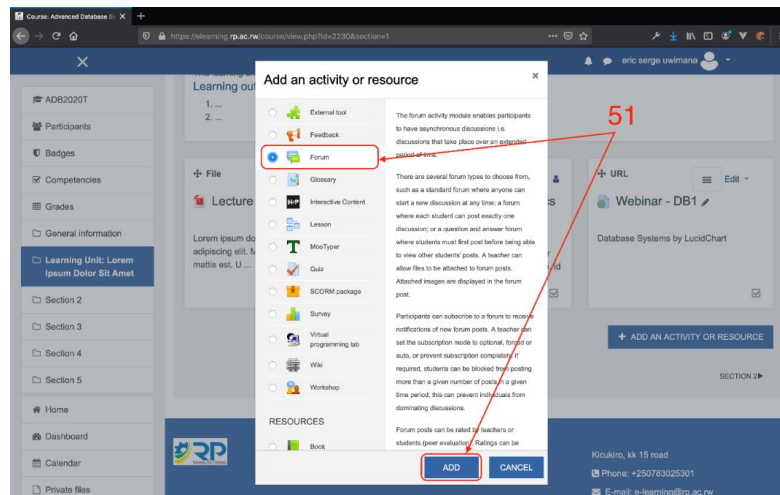 Course: Advanced Database S
https://elearning.rp.ac.rw/course/view.php?id=2230&section=1
eric serge uwimana
ADB2020T
Participants
Badges
Competencies
Grades
General information
Learning Unit: Lorem
Ipsum Dolor Sit Amet
Section 2
Section 3
Section 4
Section 5
Home
Dashboard
Calendar
Private files
Learning out
1. ...
2. ...
File
Lecture
Lorem ipsum do
adipiscing elit. M
mattis est. U ...
Add an activity or resource
External tool
Feedback
Forum
Glossary
H-P
Interactive Content
Lesson
MooTyper
Quiz
SCORM package
Survey
Virtual
programming lab
Wiki
Workshop
RESOURCES
Book
The forum activity module enables participants
to have asynchronous discussions i.e.
discussions that take place over an extended
period of time.
There are several forum types to choose from,
such as a standard forum where anyone can
start a new discussion at any time; a forum
where each student can post exactly one
discussion; or a question and answer forum
where students must first post before being able
to view other students' posts. A teacher can
allow files to be attached to forum posts.
Attached images are displayed in the forum
post.
Participants can subscribe to a forum to receive
notifications of new forum posts. A teacher can
set the subscription mode to optional, forced or
auto, or prevent subscription completely. If
required, students can be blocked from posting
more than a given number of posts in a given
time period; this can prevent individuals from
dominating discussions.
Forum posts can be rated by teachers or
students (peer evaluation). Ratings can be
ADD
CANCEL
51
URL
Edit
Webinar - DB1
Database Systems by LucidChart
+ ADD AN ACTIVITY OR RESOURCE
SECTION 2
RP
Kicukiro, kk 15 road
Phone: +250783025301
E-mail: e-learning@rp.ac.rw